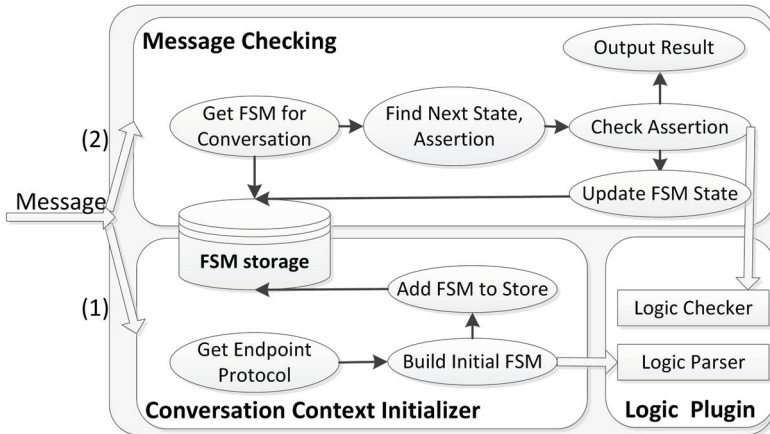 Message Checking
Output Result
Get FSM for
Conversation
Find Next State,
Assertion
Check Assertion
(2)
Message
Update FSM State
FSM storage
(1)
Add FSM to Store
Logic Checker
Get Endpoint
Protocol
Build Initial FSM
Logic Parser
Conversation Context Initializer
Logic Plugin